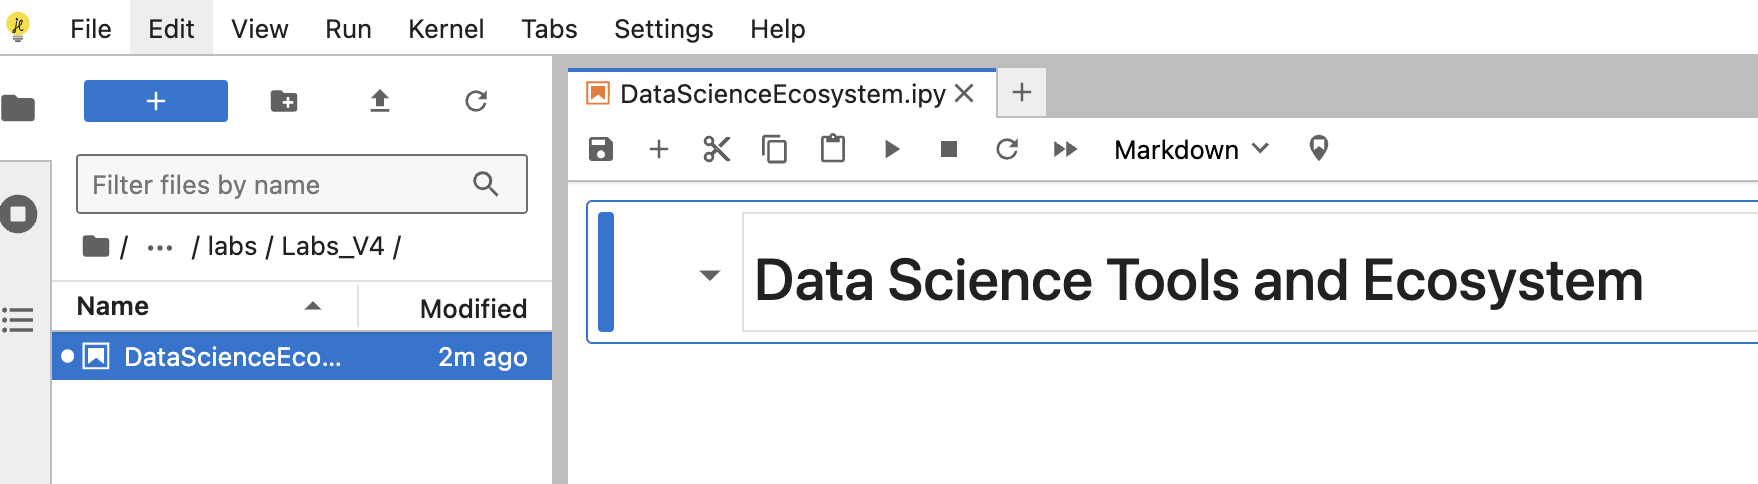 File Edit View Run Kernel Tabs Settings Help
+
Filter files by name
/ ... / labs / Labs_V4 /
Name Modified
DataScienceEco... 2m ago
DataScienceEcosystem.ipy × +
Markdown
Data Science Tools and Ecosystem